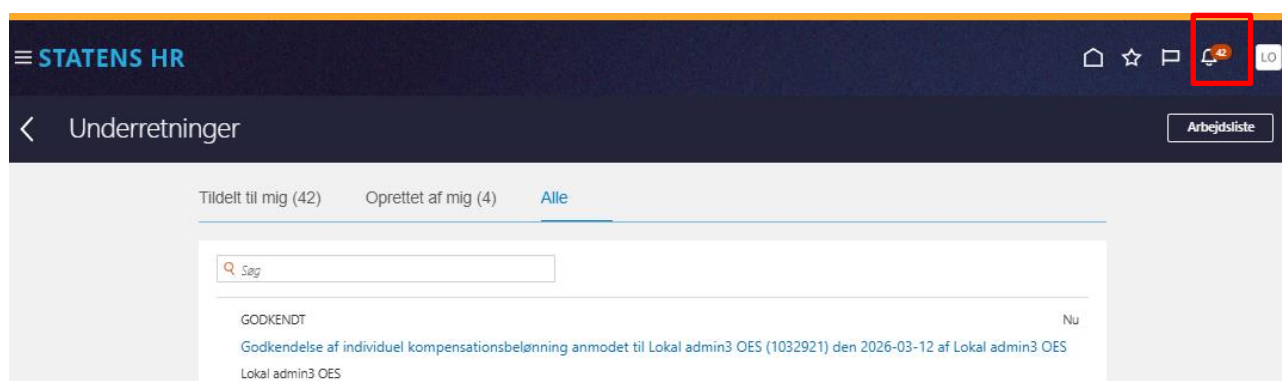 STATENS HR
42
LO
Underretninger
Arbejdsliste
Tildelt til mig (42) Oprettet af mig (4) Alle
Søg
GODKENDT Nu
Godkendelse af individuel kompensationsbelønning anmodet til Lokal admin3 OES (1032921) den 2026-03-12 af Lokal admin3 OES
Lokal admin3 OES